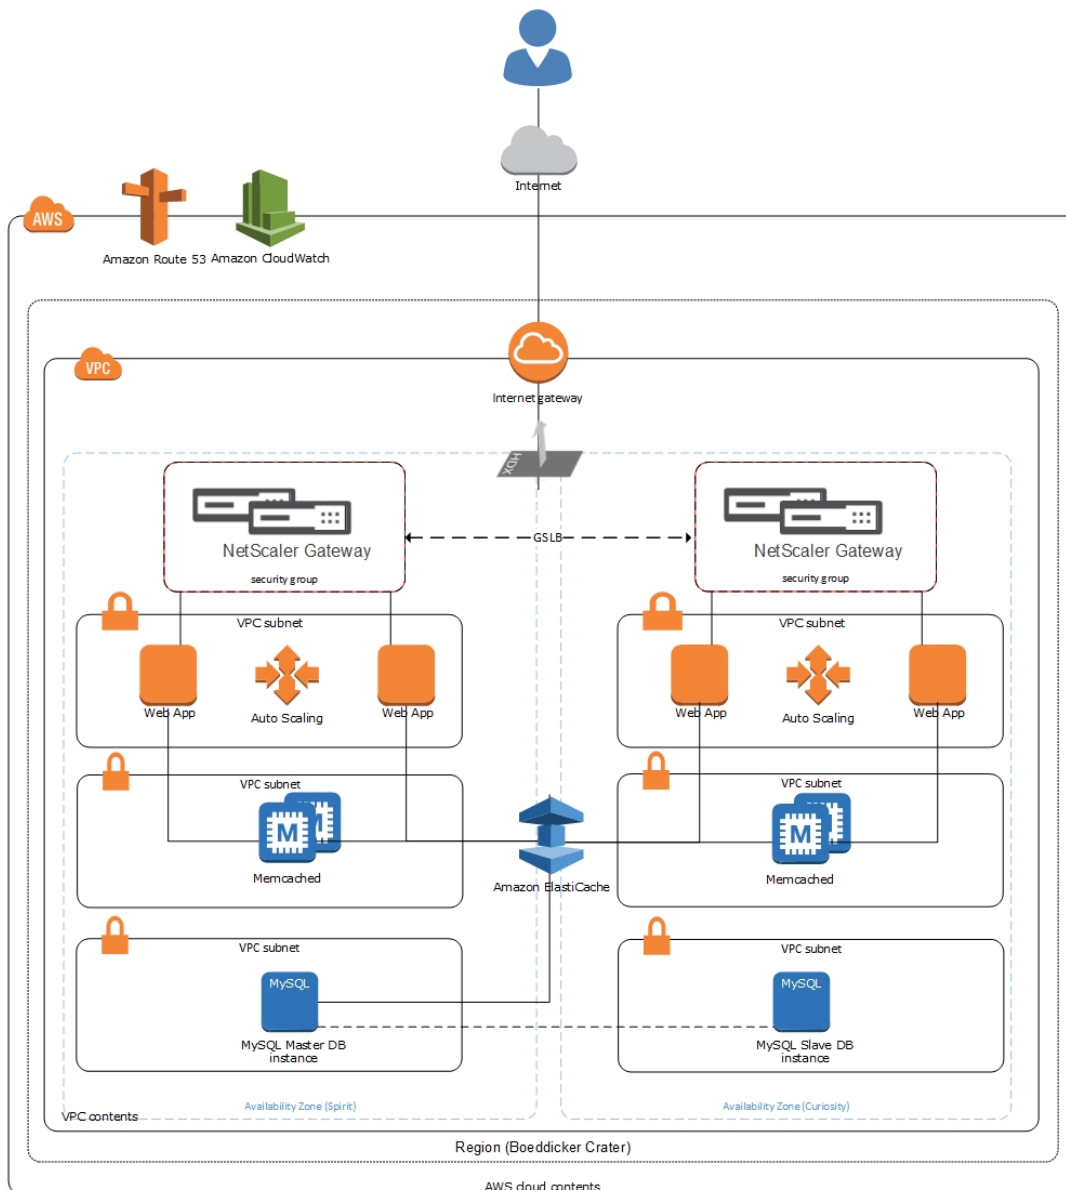 Internet
AWS
Amazon Route 53
Amazon CloudWatch
VPC
Internet gateway
HDX
NetScaler Gateway
security group
GSLB
NetScaler Gateway
security group
VPC subnet
Web App
Auto Scaling
Web App
VPC subnet
Web App
Auto Scaling
Web App
VPC subnet
M
M
Memcached
Amazon ElastiCache
VPC subnet
M
M
Memcached
VPC subnet
MySQL
MySQL Master DB
instance
VPC subnet
MySQL
MySQL Slave DB
instance
Availability Zone (Spirit)
Availability Zone (Curiosity)
VPC contents
Region (Boeddicker Crater)
AWS cloud contents